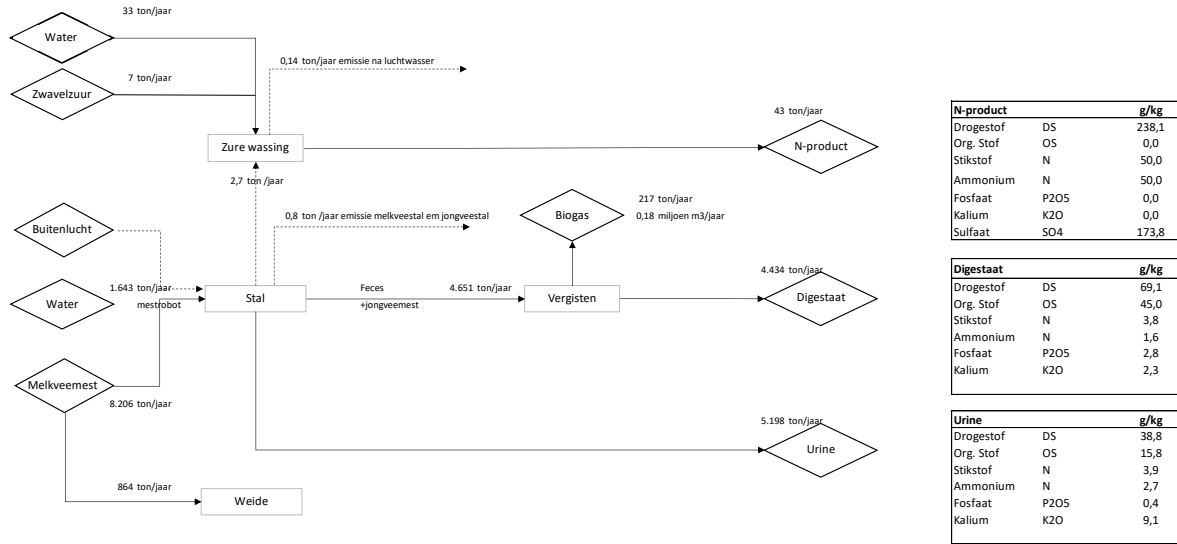 33 ton/jaar
Water
0,14 ton/jaar emissie na luchtwasser
7 ton/jaar
Zwavelzuur
43 ton/jaar
Zure wassing
N-product
2,7 ton /jaar
217 ton/jaar
0,8 ton /jaar emissie melkveestal em jongveestal
Biogas
0,18 miljoen m3/jaar
Buitenlucht
4.434 ton/jaar
1.643 ton/jaar
Feces
4.651 ton/jaar
Water
mestrobot
Stal
+jongveemest
Vergisten
Digestaat
Melkveemest
8.206 ton/jaar
5.198 ton/jaar
Urine
864 ton/jaar
Weide
N-product g/kg
Drogestof DS 238,1
Org. Stof OS 0,0
Stikstof N 50,0
Ammonium N 50,0
Fosfaat P2O5 0,0
Kalium K2O 0,0
Sulfaat SO4 173,8
Digestaat g/kg
Drogestof DS 69,1
Org. Stof OS 45,0
Stikstof N 3,8
Ammonium N 1,6
Fosfaat P2O5 2,8
Kalium K2O 2,3
Urine g/kg
Drogestof DS 38,8
Org. Stof OS 15,8
Stikstof N 3,9
Ammonium N 2,7
Fosfaat P2O5 0,4
Kalium K2O 9,1